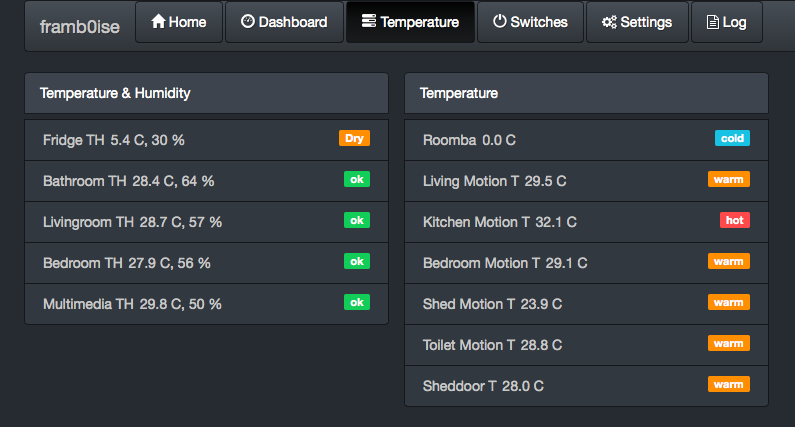 framb0ise Home Dashboard Temperature Switches Settings Log
Temperature & Humidity
Fridge TH 5.4 C, 30 % Dry
Bathroom TH 28.4 C, 64 % ok
Livingroom TH 28.7 C, 57 % ok
Bedroom TH 27.9 C, 56 % ok
Multimedia TH 29.8 C, 50 % ok
Temperature
Roomba 0.0 C cold
Living Motion T 29.5 C warm
Kitchen Motion T 32.1 C hot
Bedroom Motion T 29.1 C warm
Shed Motion T 23.9 C warm
Toilet Motion T 28.8 C warm
Sheddoor T 28.0 C warm